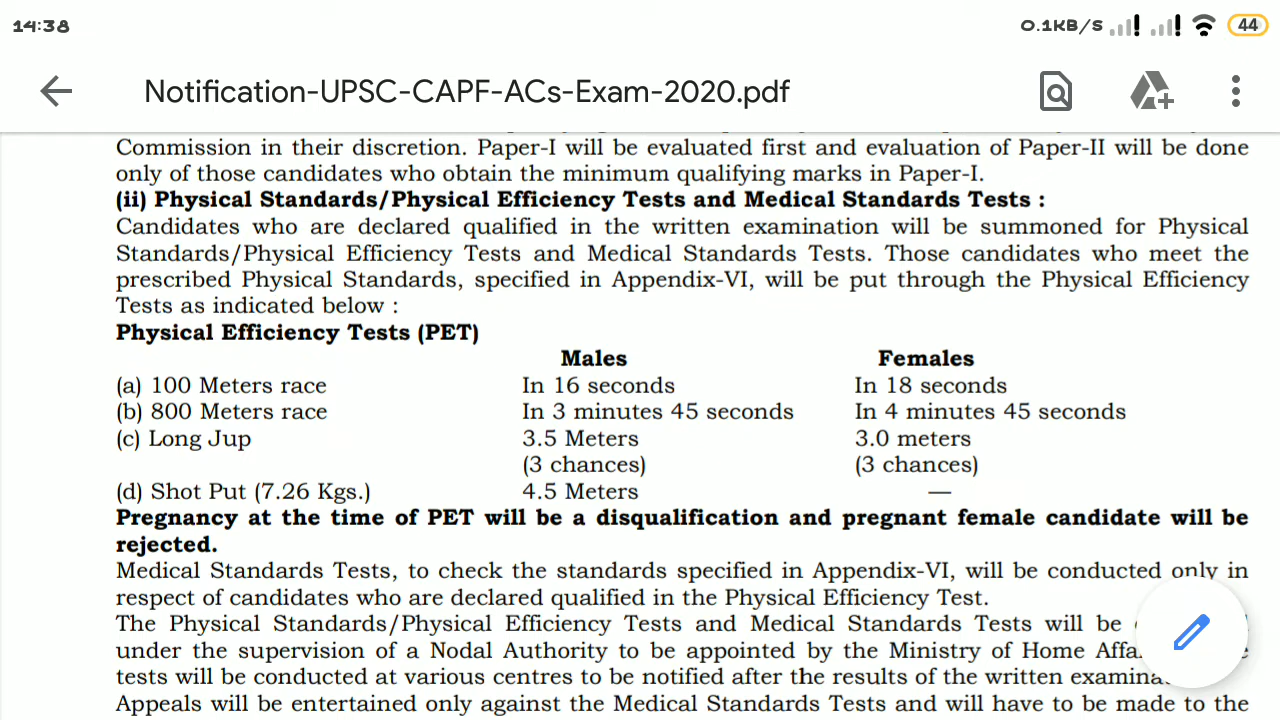 14:38 0.1KB/S 44
Notification-UPSC-CAPF-ACs-Exam-2020.pdf
Commission in their discretion. Paper-I will be evaluated first and evaluation of Paper-II will be done
only of those candidates who obtain the minimum qualifying marks in Paper-I.
(ii) Physical Standards/Physical Efficiency Tests and Medical Standards Tests :
Candidates who are declared qualified in the written examination will be summoned for Physical
Standards/Physical Efficiency Tests and Medical Standards Tests. Those candidates who meet the
prescribed Physical Standards, specified in Appendix-VI, will be put through the Physical Efficiency
Tests as indicated below :
Physical Efficiency Tests (PET)
Males Females
(a) 100 Meters race In 16 seconds In 18 seconds
(b) 800 Meters race In 3 minutes 45 seconds In 4 minutes 45 seconds
(c) Long Jup 3.5 Meters 3.0 meters
(3 chances) (3 chances)
(d) Shot Put (7.26 Kgs.) 4.5 Meters —
Pregnancy at the time of PET will be a disqualification and pregnant female candidate will be
rejected.
Medical Standards Tests, to check the standards specified in Appendix-VI, will be conducted only in
respect of candidates who are declared qualified in the Physical Efficiency Test.
The Physical Standards/Physical Efficiency Tests and Medical Standards Tests will be
under the supervision of a Nodal Authority to be appointed by the Ministry of Home
tests will be conducted at various centres to be notified after the results of the written
Appeals will be entertained only against the Medical Standards Tests and will have to be made to the